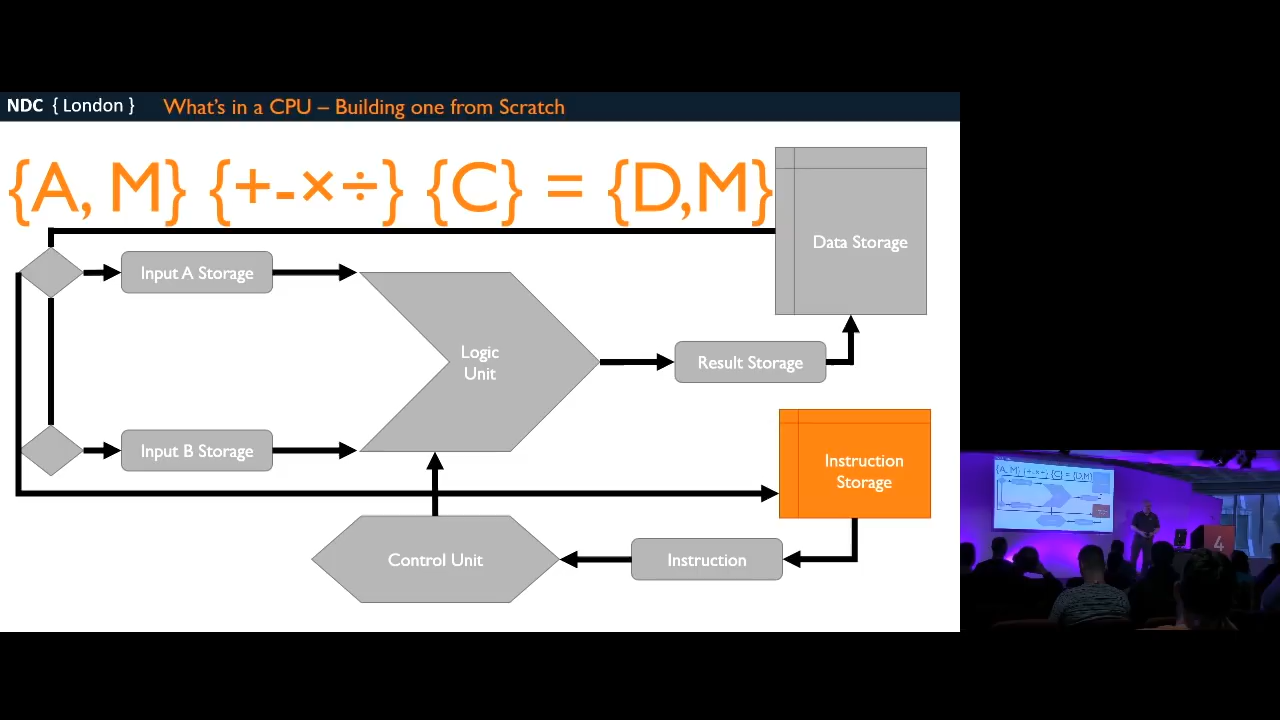 NDC { London }
What's in a CPU – Building one from Scratch
{A, M} {+-×÷} {C} = {D,M}
Data Storage
Input A Storage
Logic
Unit
Result Storage
Input B Storage
Instruction
Storage
Control Unit
Instruction
{A, M} {+-×÷} {C} = {D,M}
4